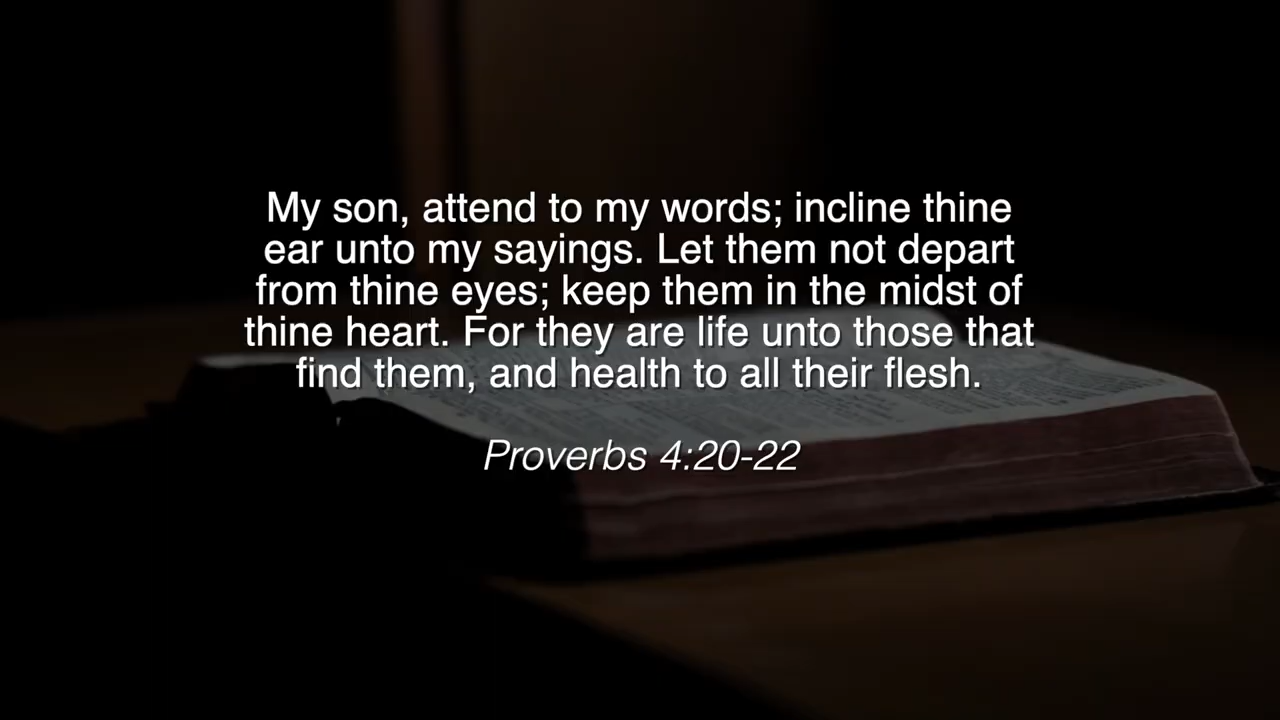 My son, attend to my words; incline thine
ear unto my sayings. Let them not depart
from thine eyes; keep them in the midst of
thine heart. For they are life unto those that
find them, and health to all their flesh.
Proverbs 4:20-22